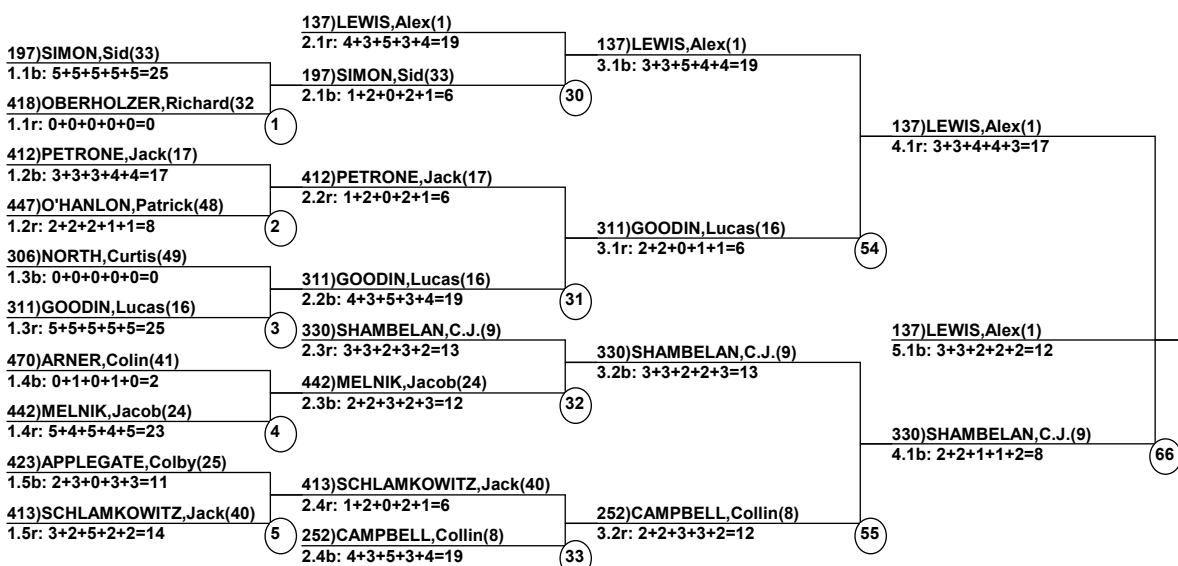 197)SIMON,Sid(33)
1.1b: 5+5+5+5+5=25
418)OBERHOLZER,Richard(32
1.1r: 0+0+0+0+0=0
1
412)PETRONE,Jack(17)
1.2b: 3+3+3+4+4=17
447)O'HANLON,Patrick(48)
1.2r: 2+2+2+1+1=8
2
306)NORTH,Curtis(49)
1.3b: 0+0+0+0+0=0
311)GOODIN,Lucas(16)
1.3r: 5+5+5+5+5=25
3
470)ARNER,Colin(41)
1.4b: 0+1+0+1+0=2
442)MELNIK,Jacob(24)
1.4r: 5+4+5+4+5=23
4
423)APPLEGATE,Colby(25)
1.5b: 2+3+0+3+3=11
413)SCHLAMKOWITZ,Jack(40)
1.5r: 3+2+5+2+2=14
5
137)LEWIS,Alex(1)
2.1r: 4+3+5+3+4=19
197)SIMON,Sid(33)
2.1b: 1+2+0+2+1=6
30
412)PETRONE,Jack(17)
2.2r: 1+2+0+2+1=6
311)GOODIN,Lucas(16)
2.2b: 4+3+5+3+4=19
31
330)SHAMBELAN,C.J.(9)
2.3r: 3+3+2+3+2=13
442)MELNIK,Jacob(24)
2.3b: 2+2+3+2+3=12
32
413)SCHLAMKOWITZ,Jack(40)
2.4r: 1+2+0+2+1=6
252)CAMPBELL,Collin(8)
2.4b: 4+3+5+3+4=19
33
137)LEWIS,Alex(1)
3.1b: 3+3+5+4+4=19
311)GOODIN,Lucas(16)
3.1r: 2+2+0+1+1=6
54
330)SHAMBELAN,C.J.(9)
3.2b: 3+3+2+2+3=13
252)CAMPBELL,Collin(8)
3.2r: 2+2+3+3+2=12
55
137)LEWIS,Alex(1)
4.1r: 3+3+4+4+3=17
330)SHAMBELAN,C.J.(9)
4.1b: 2+2+1+1+2=8
66
137)LEWIS,Alex(1)
5.1b: 3+3+2+2+2=12